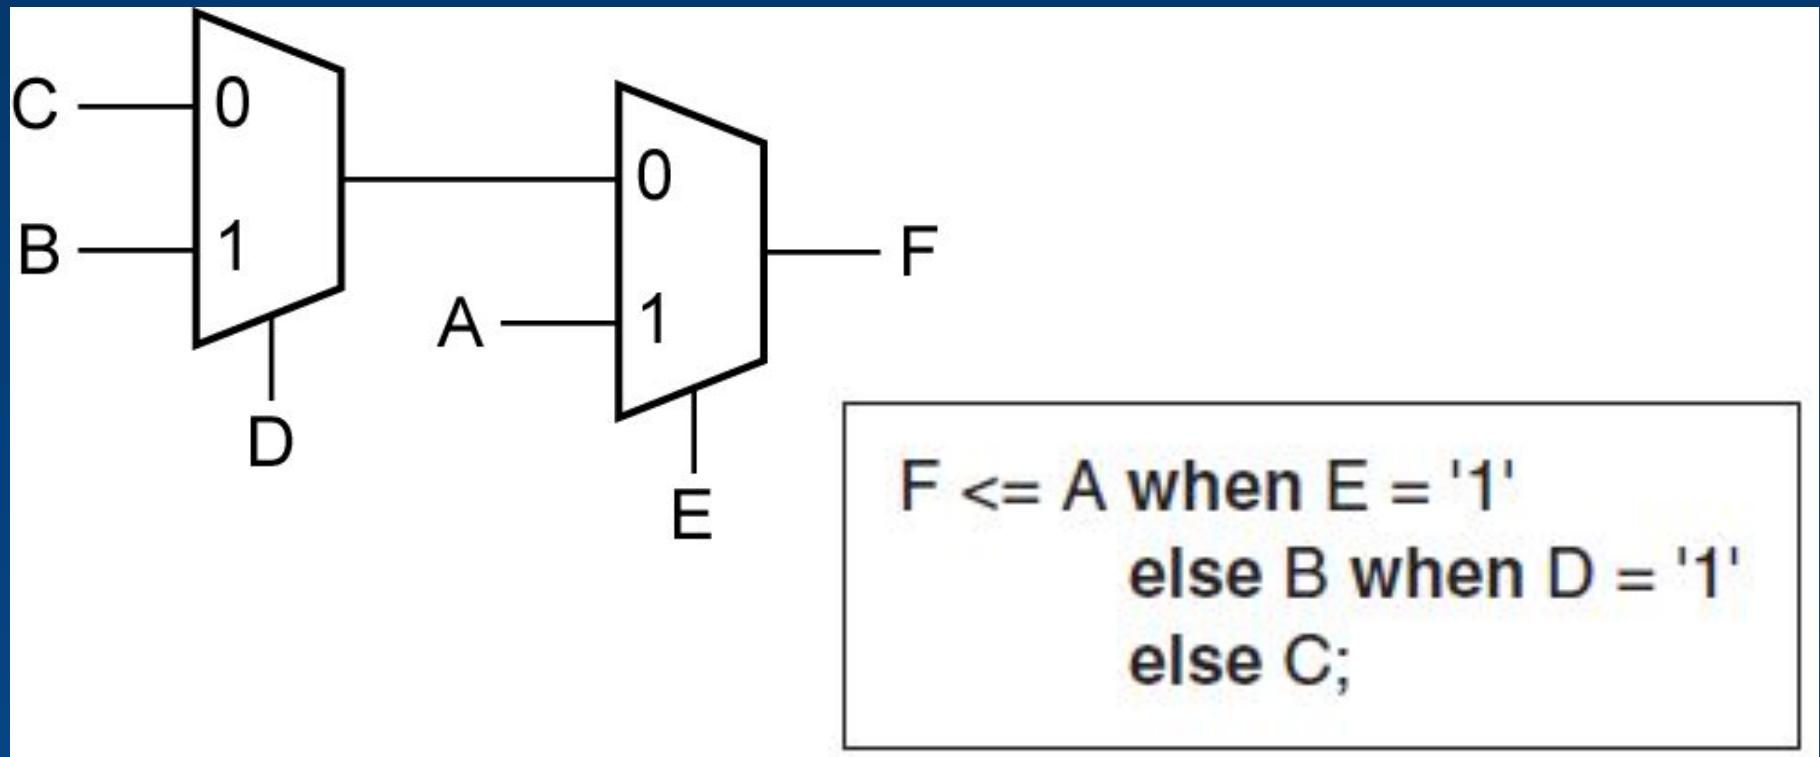 C
0
B
1
D
0
A
1
F
E
F <= A when E = '1'
else B when D = '1'
else C;